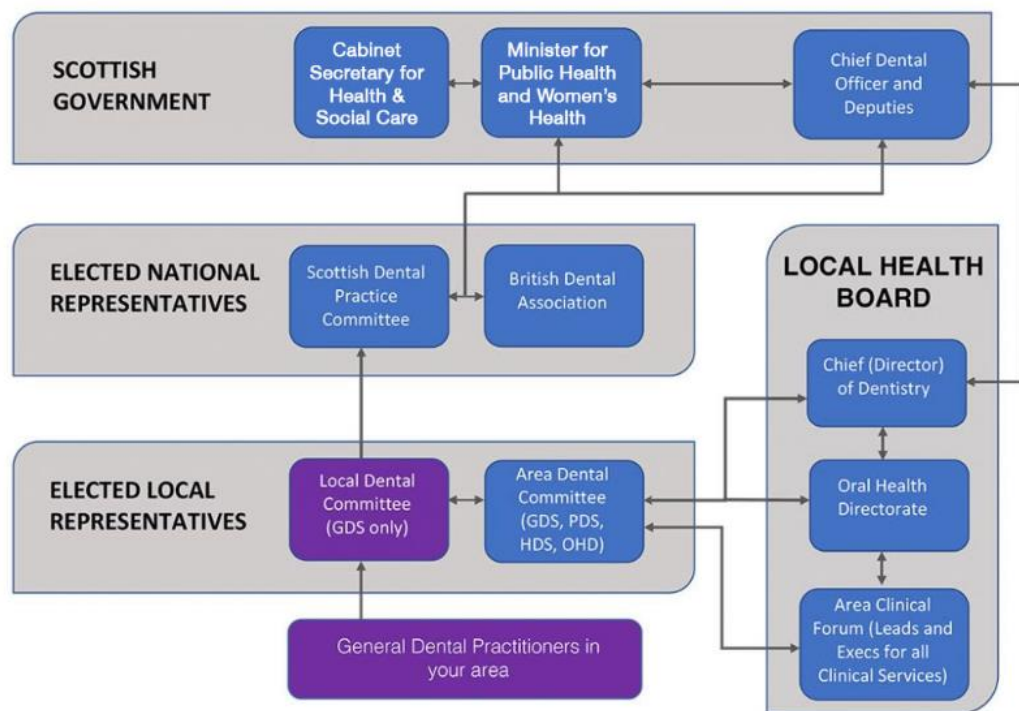 SCOTTISH
GOVERNMENT
Cabinet
Secretary for
Health &
Social Care
Minister for
Public Health
and Women's
Health
Chief Dental
Officer and
Deputies
ELECTED NATIONAL
REPRESENTATIVES
Scottish Dental
Practice
Committee
British Dental
Association
LOCAL HEALTH
BOARD
Chief (Director)
of Dentistry
Oral Health
Directorate
Area Clinical
Forum (Leads and
Execs for all
Clinical Services)
ELECTED LOCAL
REPRESENTATIVES
Local Dental
Committee
(GDS only)
Area Dental
Committee
(GDS, PDS,
HDS, OHD)
General Dental Practitioners in
your area